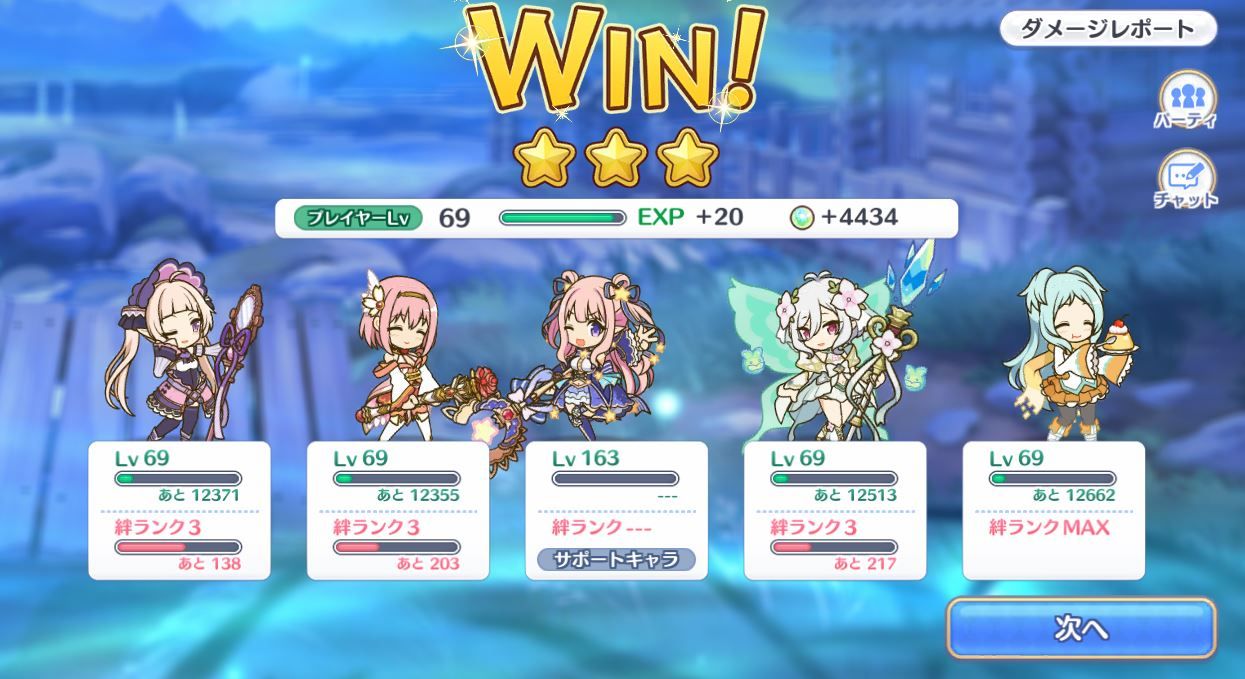 WIN!
ダメージレポート
パーティ
チャット
プレイヤーLv 69 EXP +20 +4434
Lv 69
あと 12371
絆ランク 3
あと 138
Lv 69
あと 12355
絆ランク 3
あと 203
Lv 163
---
絆ランク ---
サポートキャラ
Lv 69
あと 12513
絆ランク 3
あと 217
Lv 69
あと 12662
絆ランク MAX
次へ